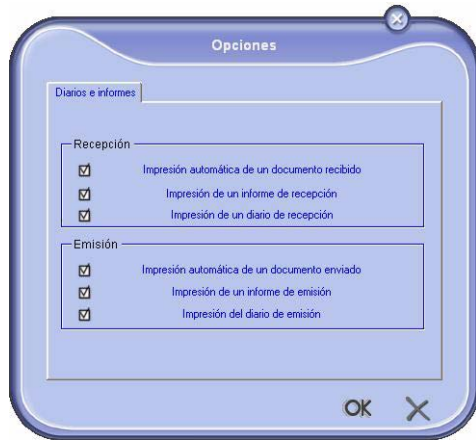 Opciones
Diarios e informes
Recepción
Impresión automática de un documento recibido
Impresión de un informe de recepción
Impresión de un diario de recepción
Emisión
Impresión automática de un documento enviado
Impresión de un informe de emisión
Impresión del diario de emisión
OK